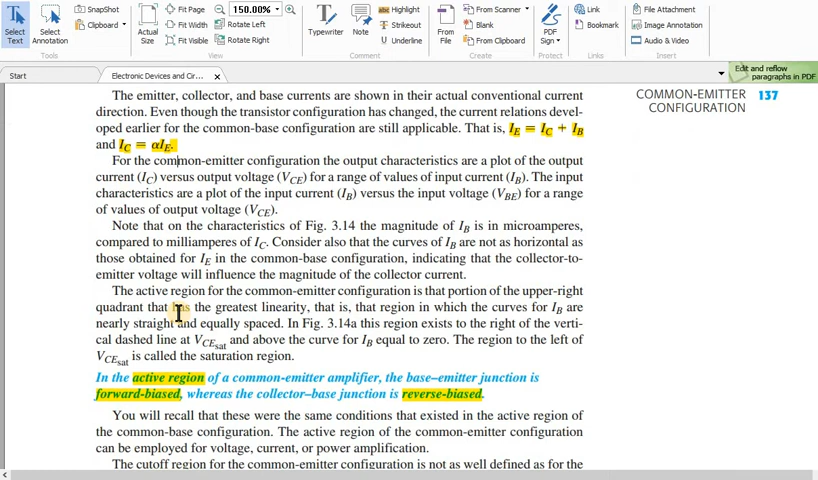 SnapShot
Clipboard
Select
Text
Select
Annotation
Tools
Actual
Size
Fit Page
Fit Width
Fit Visible
150.00%
Rotate Left
Rotate Right
View
Typewriter
Note
Highlight
Strikeout
Underline
Comment
From
File
From Scanner
Blank
From Clipboard
Create
PDF
Sign
Protect
Link
Bookmark
Links
File Attachment
Image Annotation
Audio & Video
Insert
Start
Electronic Devices and Cir...
Edit and reflow
paragraphs in PDF
The emitter, collector, and base currents are shown in their actual conventional current
direction. Even though the transistor configuration has changed, the current relations devel-
oped earlier for the common-base configuration are still applicable. That is, I_E = I_C + I_B
and I_C = αI_E.
For the common-emitter configuration the output characteristics are a plot of the output
current (I_C) versus output voltage (V_CE) for a range of values of input current (I_B). The input
characteristics are a plot of the input current (I_B) versus the input voltage (V_BE) for a range
of values of output voltage (V_CE).
Note that on the characteristics of Fig. 3.14 the magnitude of I_B is in microamperes,
compared to milliamperes of I_C. Consider also that the curves of I_B are not as horizontal as
those obtained for I_E in the common-base configuration, indicating that the collector-to-
emitter voltage will influence the magnitude of the collector current.
The active region for the common-emitter configuration is that portion of the upper-right
quadrant that has the greatest linearity, that is, that region in which the curves for I_B are
nearly straight and equally spaced. In Fig. 3.14a this region exists to the right of the verti-
cal dashed line at V_CEsat and above the curve for I_B equal to zero. The region to the left of
V_CEsat is called the saturation region.
In the active region of a common-emitter amplifier, the base–emitter junction is
forward-biased, whereas the collector–base junction is reverse-biased.
You will recall that these were the same conditions that existed in the active region of
the common-base configuration. The active region of the common-emitter configuration
can be employed for voltage, current, or power amplification.
The cutoff region for the common-emitter configuration is not as well defined as for the
COMMON-EMITTER 137
CONFIGURATION